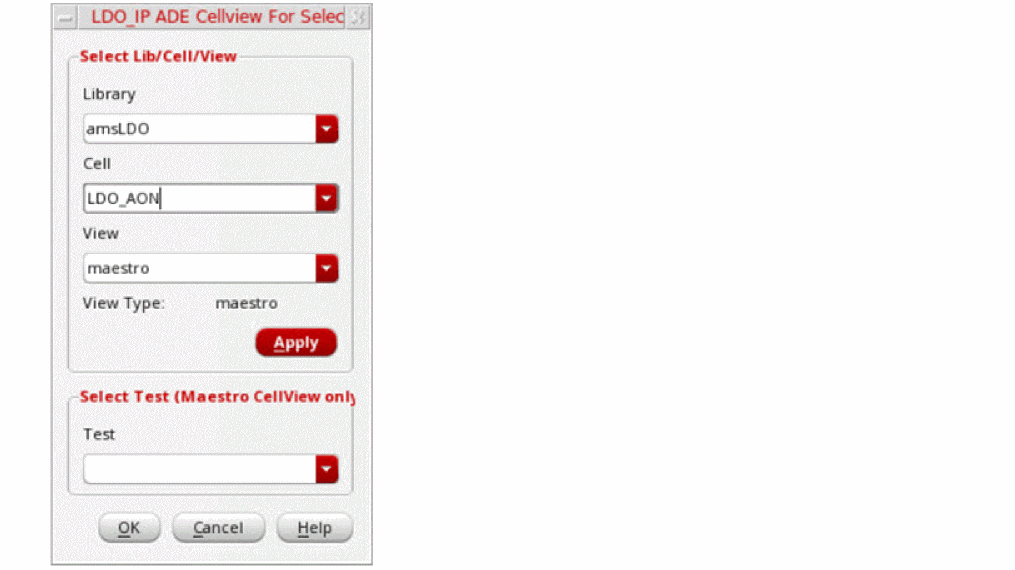 LDO_IP ADE Cellview For Selec
Select Lib/Cell/View
Library
amsLDO
Cell
LDO_AON
View
maestro
View Type: maestro
Apply
Select Test (Maestro CellView only
Test
OK Cancel Help